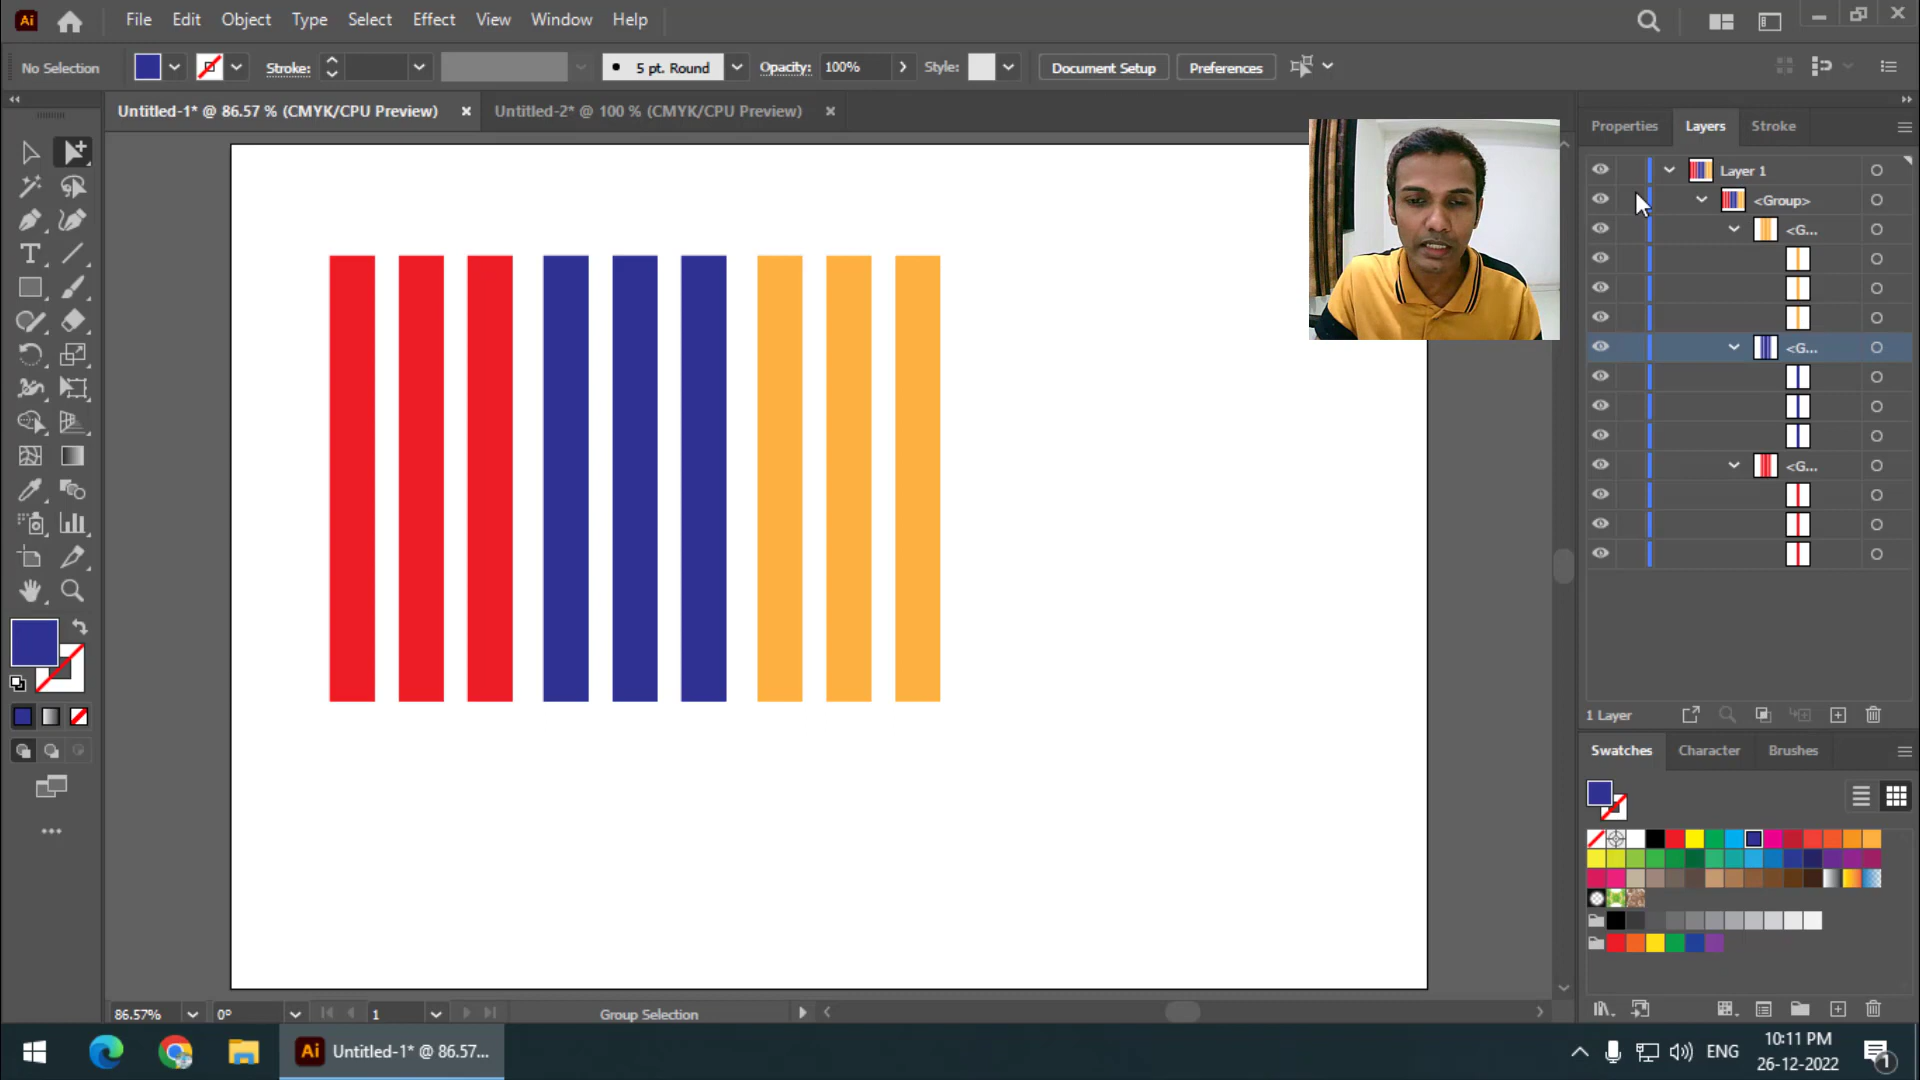 Ai File Edit Object Type Select Effect View Window Help
No Selection Stroke: 5 pt. Round Opacity: 100% Style: Document Setup Preferences
Untitled-1* @ 86.57 % (CMYK/CPU Preview) Untitled-2* @ 100 % (CMYK/CPU Preview)
Properties Layers Stroke
Layer 1
<Group>
<G...
<G...
<G...
1 Layer
Swatches Character Brushes
86.57% 0° 1 Group Selection
Ai Untitled-1* @ 86.57... ENG 10:11 PM
26-12-2022
1